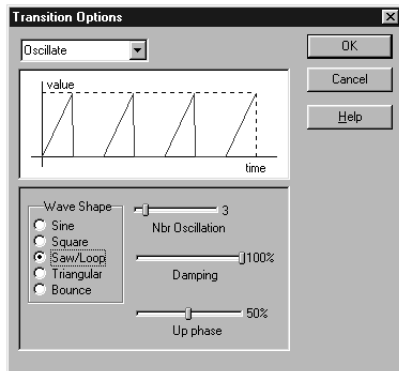 Transition Options
Oscillate
OK
Cancel
Help
value
time
Wave Shape
Sine
Square
Saw/Loop
Triangular
Bounce
3
Nbr Oscillation
100%
Damping
50%
Up phase